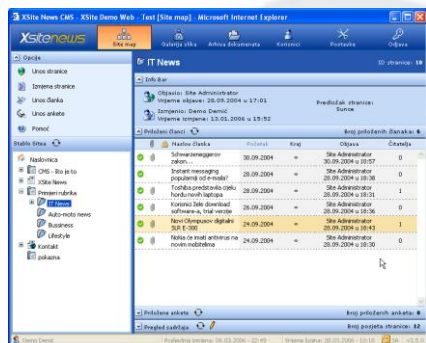 XSite News CMS - XSite Demo Web - Test [Site map] - Microsoft Internet Explorer
Xsitenews
Site map
Galerija slika
Arhiva dokumenata
Korisnici
Postavke
Odjava
Opcije
Unos stranice
Izmjena stranice
Unos članka
Unos ankete
Pomoć
Stablo Sitea
Naslovnica
CMS - što je to
XSite News
Primjeri rubrika
IT News
Auto-moto news
Bussiness
Lifestyle
Kontakt
pokazna
IT News
ID stranice: 10
Info Bar
Objavio: Site Administrator
Vrijeme objave: 28.09.2004 u 17:01
Izmjenio: Demo Demić
Vrijeme izmjene: 13.01.2006 u 15:52
Predložak stranice:
Sunce
Priloženi članci
Broj priloženih članaka: 6
Naslov članka Početak Kraj Objava Čitatelja
Schwarzeneggerov zakon... 30.09.2004 Site Administrator 30.09.2004 u 10:57 0
Instant messaging popularniji od e-maila? 28.09.2004 Site Administrator 28.09.2004 u 18:30 0
Toshiba predstavila cijelu hordu novih laptopa 28.09.2004 Site Administrator 28.09.2004 u 18:31 1
Korisnici žele download software-a, trial verzije 26.09.2004 Site Administrator 28.09.2004 u 18:36 0
Novi Olympusov digitalni SLR E-300 24.09.2004 Site Administrator 28.09.2004 u 18:43 1
Nokia će imati antivirus na novim mobitelima 24.09.2004 Site Administrator 28.09.2004 u 18:30 0
Priložene ankete
Broj priloženih anketa: 0
Pregled sadržaja
Broj posjeta stranice: 12
Demo Demić